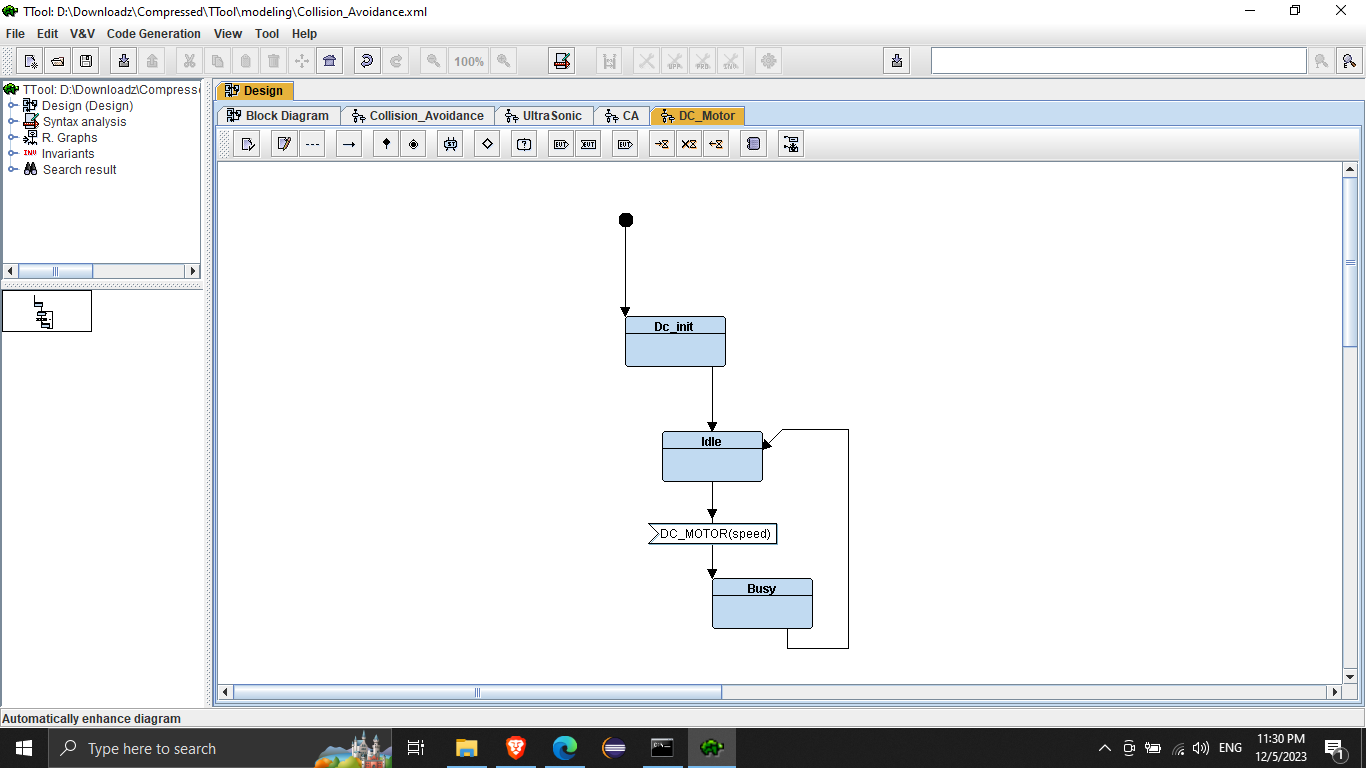 TTool: D:\Downloadz\Compressed\TTool\modeling\Collision_Avoidance.xml
File Edit V&V Code Generation View Tool Help
100%
TTool: D:\Downloadz\Compresse
Design (Design)
Syntax analysis
R. Graphs
INV Invariants
Search result
Design
Block Diagram Collision_Avoidance UltraSonic CA DC_Motor
Dc_init
Idle
DC_MOTOR(speed)
Busy
Automatically enhance diagram
Type here to search
ENG
11:30 PM
12/5/2023
1